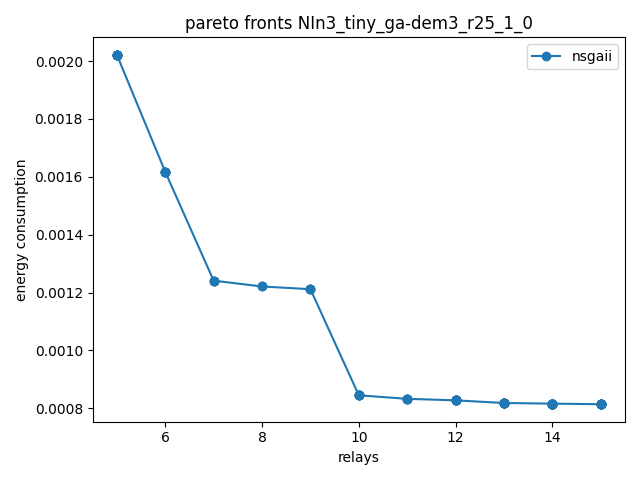 pareto fronts NIn3_tiny_ga-dem3_r25_1_0
nsgaii
0.0020
0.0018
0.0016
0.0014
0.0012
0.0010
0.0008
energy consumption
6 8 10 12 14
relays